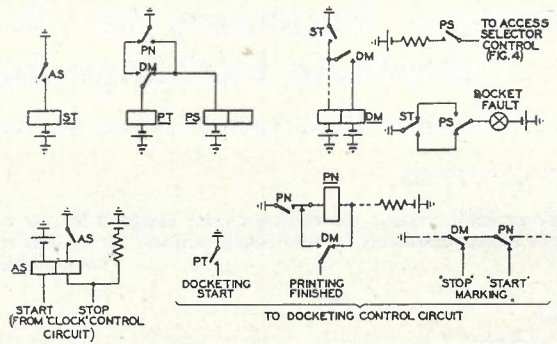 AS
ST
PN
DM
PT
PS
ST
DM
DM
PS
TO ACCESS
SELECTOR
CONTROL
(FIG. 4)
DOCKET
FAULT
ST
PS
AS
AS
START
STOP
(FROM 'CLOCK' CONTROL
CIRCUIT)
PT
DOCKETING
START
PN
PN
DM
PRINTING
FINISHED
DM
PN
'STOP'
'START'
MARKING
TO DOCKETING CONTROL CIRCUIT